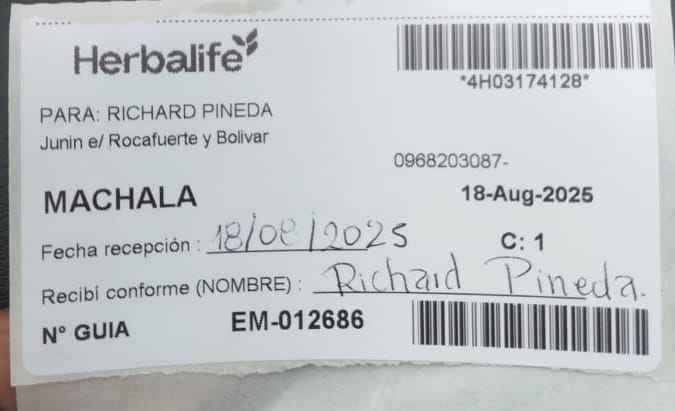 Herbalife
*4H03174128*
PARA: RICHARD PINEDA
Junin e/ Rocafuerte y Bolivar
0968203087-
MACHALA
18-Aug-2025
Fecha recepción : 18/08/2025
C: 1
Recibí conforme (NOMBRE) : Richard Pineda.
N° GUIA EM-012686